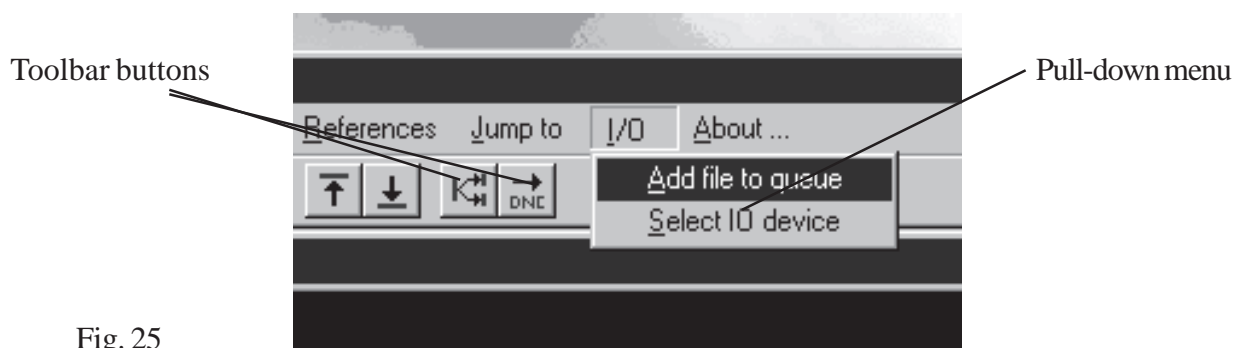 Toolbar buttons
Pull-down menu
References Jump to I/O About ...
DNC
Add file to queue
Select IO device
Fig. 25